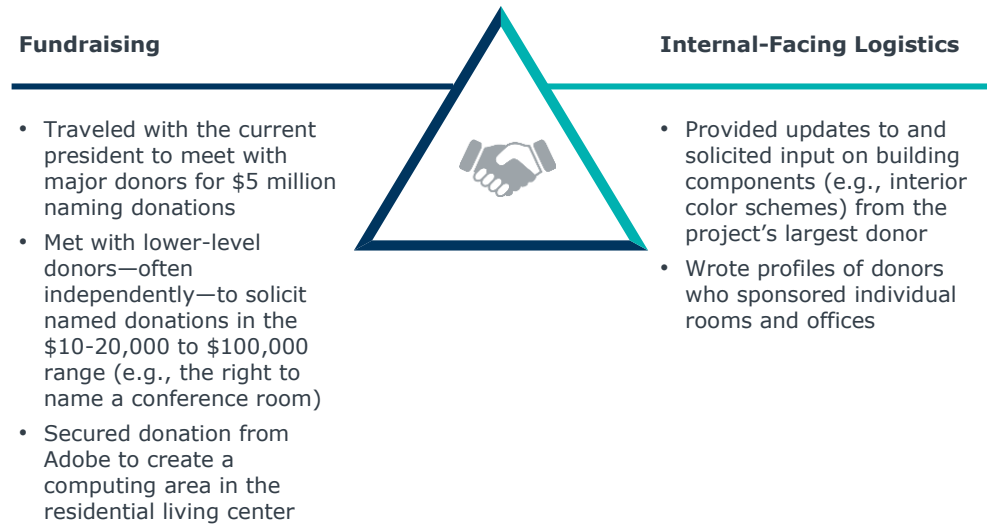 Fundraising
• Traveled with the current
president to meet with
major donors for $5 million
naming donations
• Met with lower-level
donors—often
independently—to solicit
named donations in the
$10-20,000 to $100,000
range (e.g., the right to
name a conference room)
• Secured donation from
Adobe to create a
computing area in the
residential living center
Internal-Facing Logistics
• Provided updates to and
solicited input on building
components (e.g., interior
color schemes) from the
project’s largest donor
• Wrote profiles of donors
who sponsored individual
rooms and offices